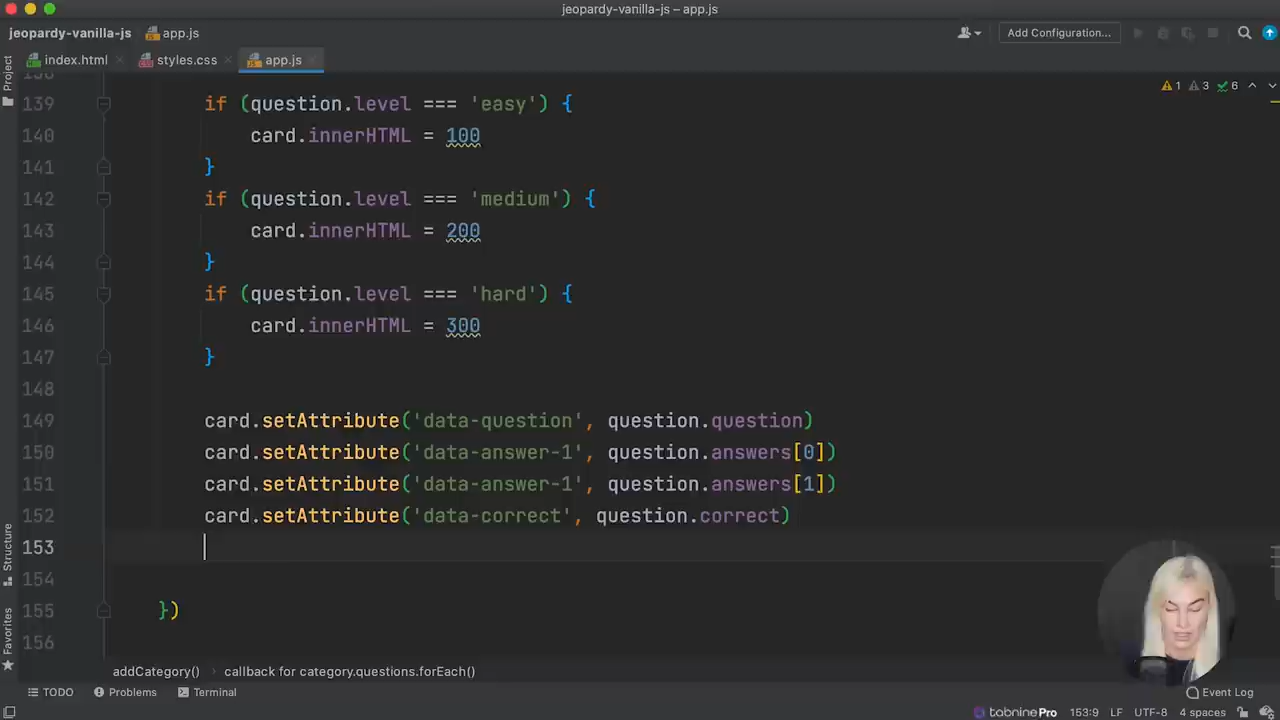 jeopardy-vanilla-js – app.js
jeopardy-vanilla-js app.js
Add Configuration...
index.html styles.css app.js
Project
1 3 6
139 if (question.level === 'easy') {
140 card.innerHTML = 100
141 }
142 if (question.level === 'medium') {
143 card.innerHTML = 200
144 }
145 if (question.level === 'hard') {
146 card.innerHTML = 300
147 }
148
149 card.setAttribute('data-question', question.question)
150 card.setAttribute('data-answer-1', question.answers[0])
151 card.setAttribute('data-answer-1', question.answers[1])
152 card.setAttribute('data-correct', question.correct)
153
154
155 })
156
Structure
Favorites
addCategory() › callback for category.questions.forEach()
TODO Problems Terminal Event Log
tabninePro 153:9 LF UTF-8 4 spaces